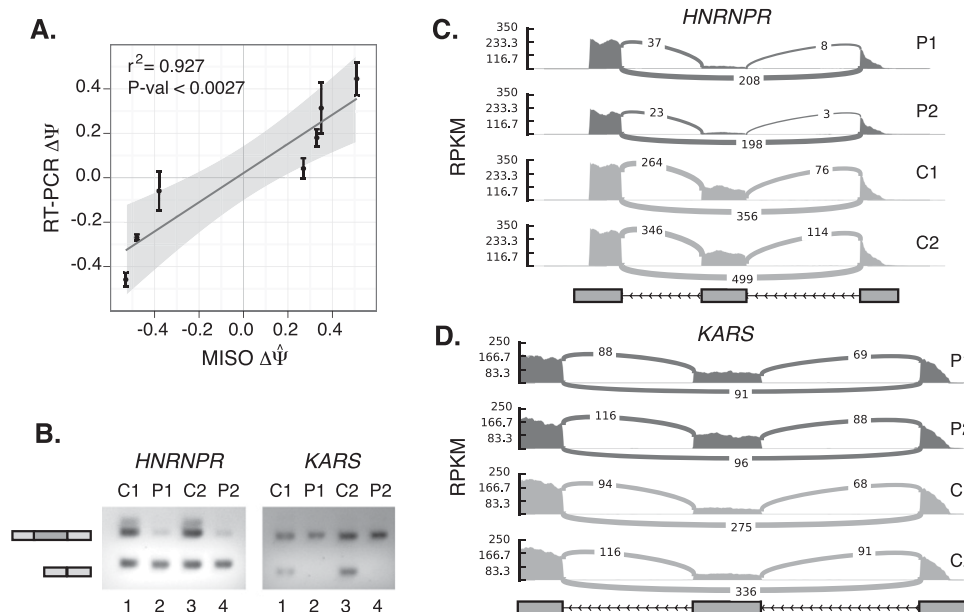 A.
r²= 0.927
P-val < 0.0027
0.4
0.2
0.0
-0.2
-0.4
RT-PCR ΔΨ
-0.4 -0.2 0.0 0.2 0.4
MISO ΔΨ̂
B.
HNRNPR KARS
C1 P1 C2 P2 C1 P1 C2 P2
1 2 3 4 1 2 3 4
C. HNRNPR
RPKM
350
233.3
116.7
37 8 P1
208
350
233.3
116.7
23 3 P2
198
350
233.3
116.7
264 76 C1
356
350
233.3
116.7
346 114 C2
499
D. KARS
RPKM
250
166.7
83.3
88 69 P
91
250
166,7
83.3
116 88 P2
96
250
166.7
83.3
94 68 C
275
250
166.7
83.3
116 91 C
336